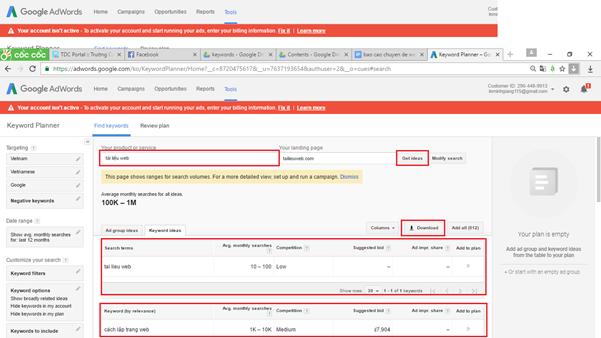 Google AdWords Home Campaigns Opportunities Reports Tools
Customer ID:
Your account isn't active - To activate your account and start running your ads, enter your billing information. Fix it | Learn more
CỐC CỐC TDC Portal :: Trường C Facebook keywords - Google Dr Contents - Google Dri bao cao chuyen de we Keyword Planner - Go
https://adwords.google.com/ko/KeywordPlanner/Home?__c=8720475617&__u=7637193654&authuser=2&__o=cues#search
Google AdWords Home Campaigns Opportunities Reports Tools
Customer ID: 296-448-9913
Your account isn't active - To activate your account and start running your ads, enter your billing information. Fix it | Learn more
Keyword Planner Find keywords Review plan
Targeting
Vietnam
Vietnamese
Google
Negative keywords
Date range
Show avg. monthly searches
for: last 12 months
Customize your search
Keyword filters
Keyword options
Show broadly related ideas
Hide keywords in my account
Hide keywords in my plan
Keywords to include
Your product or service Your landing page
tài liệu web tailieuweb.com Get ideas Modify search
This page shows ranges for search volumes. For a more detailed view, set up and run a campaign. Dismiss
Average monthly searches for all ideas:
100K – 1M
Ad group ideas Keyword ideas Columns Download Add all (612)
Search terms Avg. monthly searches Competition Suggested bid Ad impr. share Add to plan
tai lieu web 10 – 100 Low – –
Show rows: 30 1 - 1 of 1 keywords
Keyword (by relevance) Avg. monthly searches Competition Suggested bid Ad impr. share Add to plan
cách lập trang web 1K – 10K Medium ₫7,904 –
Your plan is empty
Add ad group and keyword ideas
from the table to your plan
+ Or start with an empty ad group